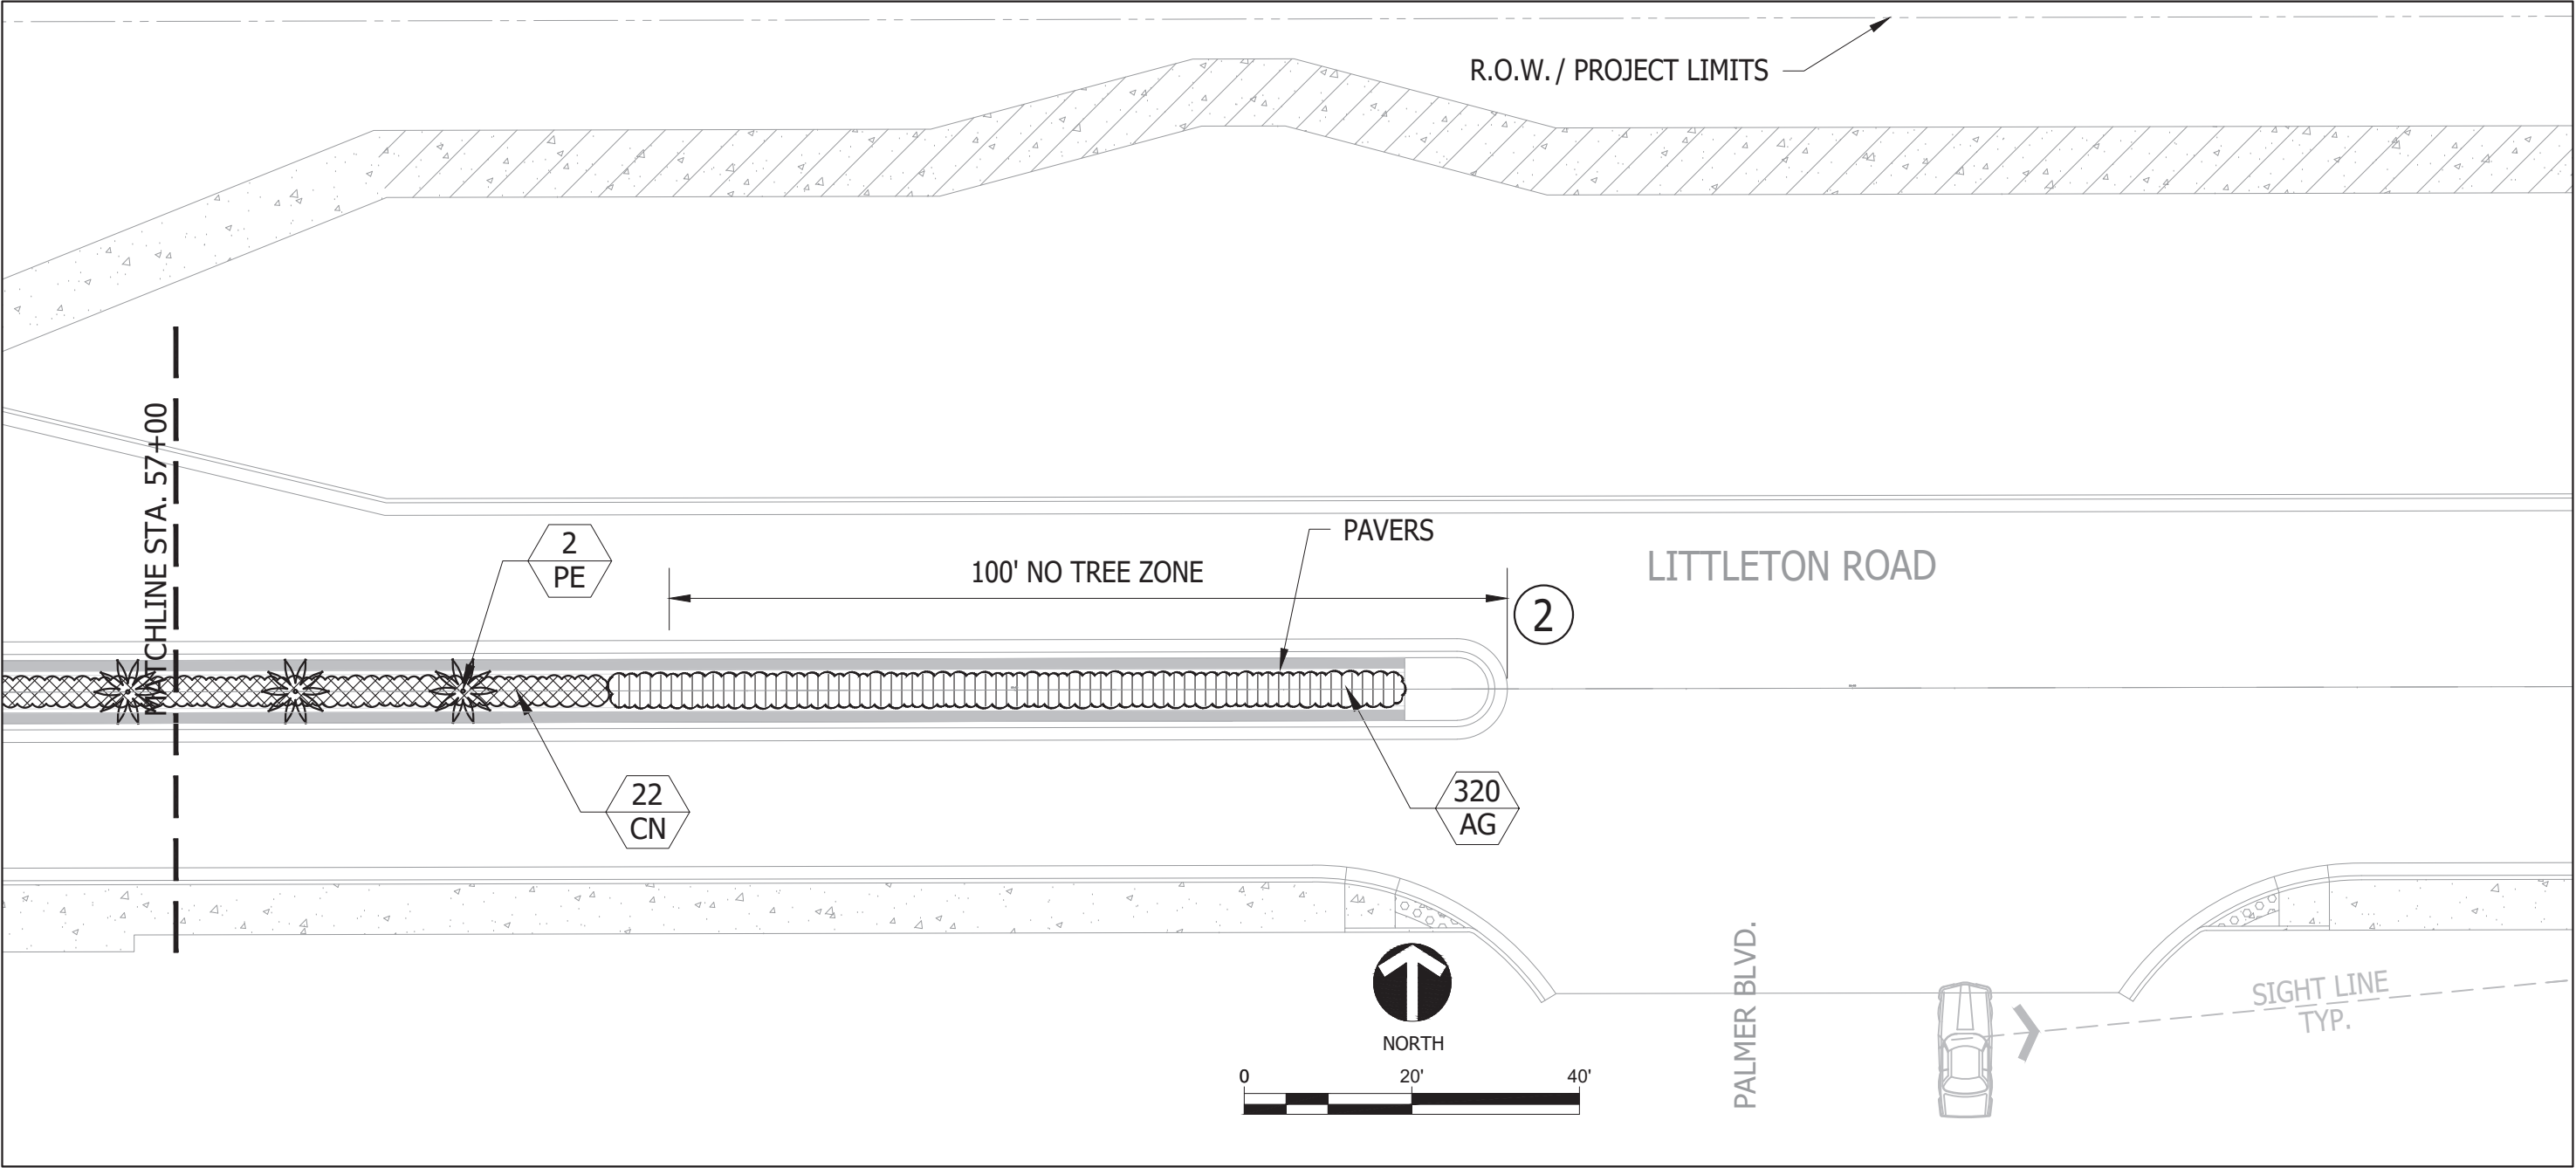 R.O.W. / PROJECT LIMITS
MATCHLINE STA. 57+00
2
PE
PAVERS
100' NO TREE ZONE
LITTLETON ROAD
2
22
CN
320
AG
NORTH
0 20' 40'
PALMER BLVD.
SIGHT LINE
TYP.